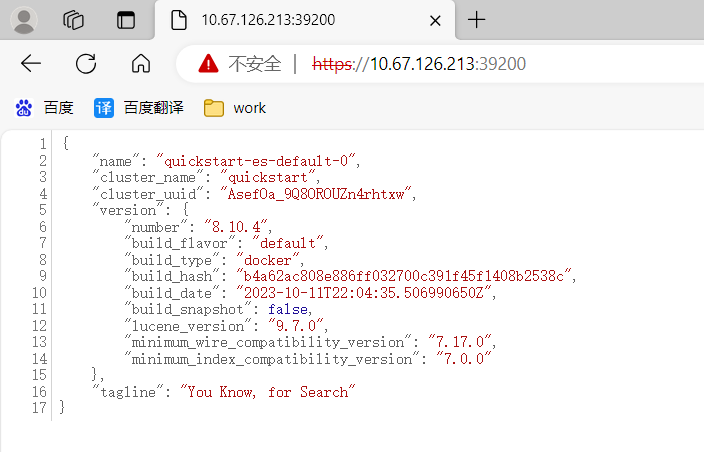 10.67.126.213:39200
不安全 | https://10.67.126.213:39200
百度 译 百度翻译 work
1 {
2 "name": "quickstart-es-default-0",
3 "cluster_name": "quickstart",
4 "cluster_uuid": "AsefOa_9Q8OROUZn4rhtxw",
5 "version": {
6 "number": "8.10.4",
7 "build_flavor": "default",
8 "build_type": "docker",
9 "build_hash": "b4a62ac808e886ff032700c391f45f1408b2538c",
10 "build_date": "2023-10-11T22:04:35.506990650Z",
11 "build_snapshot": false,
12 "lucene_version": "9.7.0",
13 "minimum_wire_compatibility_version": "7.17.0",
14 "minimum_index_compatibility_version": "7.0.0"
15 },
16 "tagline": "You Know, for Search"
17 }